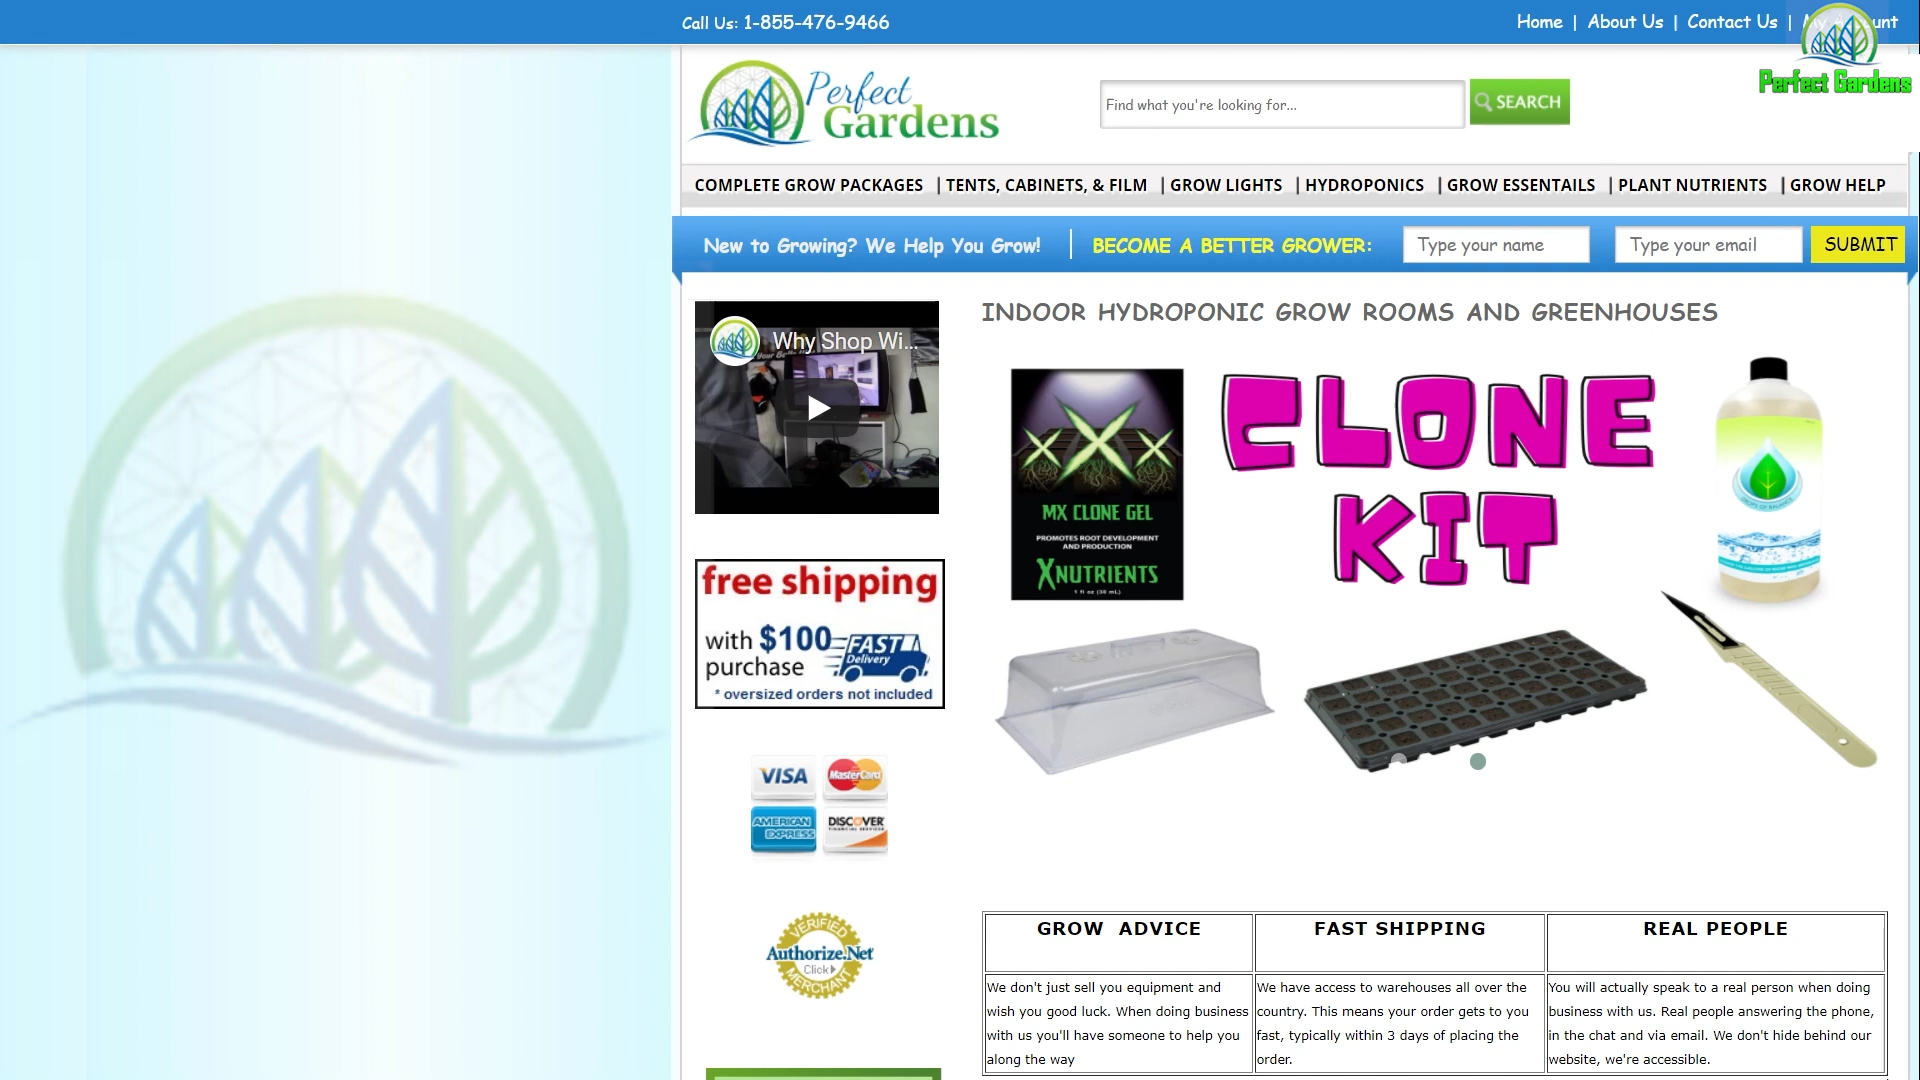 Call Us: 1-855-476-9466
Home | About Us | Contact Us |
Perfect Gardens
Perfect
Gardens
Find what you're looking for...
SEARCH
COMPLETE GROW PACKAGES | TENTS, CABINETS, & FILM | GROW LIGHTS | HYDROPONICS | GROW ESSENTAILS | PLANT NUTRIENTS | GROW HELP
New to Growing? We Help You Grow! BECOME A BETTER GROWER: Type your name Type your email SUBMIT
Why Shop Wi...
INDOOR HYDROPONIC GROW ROOMS AND GREENHOUSES
CLONE
KIT
MX CLONE GEL
PROMOTES ROOT DEVELOPMENT
AND PRODUCTION
XNUTRIENTS
1 fl oz (30 mL)
free shipping
with $100
purchase
FAST
Delivery
* oversized orders not included
VISA
MasterCard
AMERICAN
EXPRESS
DISCOVER
FINANCIAL SERVICES
VERIFIED
Authorize.Net
Click
MERCHANT
GROW ADVICE
FAST SHIPPING
REAL PEOPLE
We don't just sell you equipment and
wish you good luck. When doing business
with us you'll have someone to help you
along the way
We have access to warehouses all over the
country. This means your order gets to you
fast, typically within 3 days of placing the
order.
You will actually speak to a real person when doing
business with us. Real people answering the phone,
in the chat and via email. We don't hide behind our
website, we're accessible.